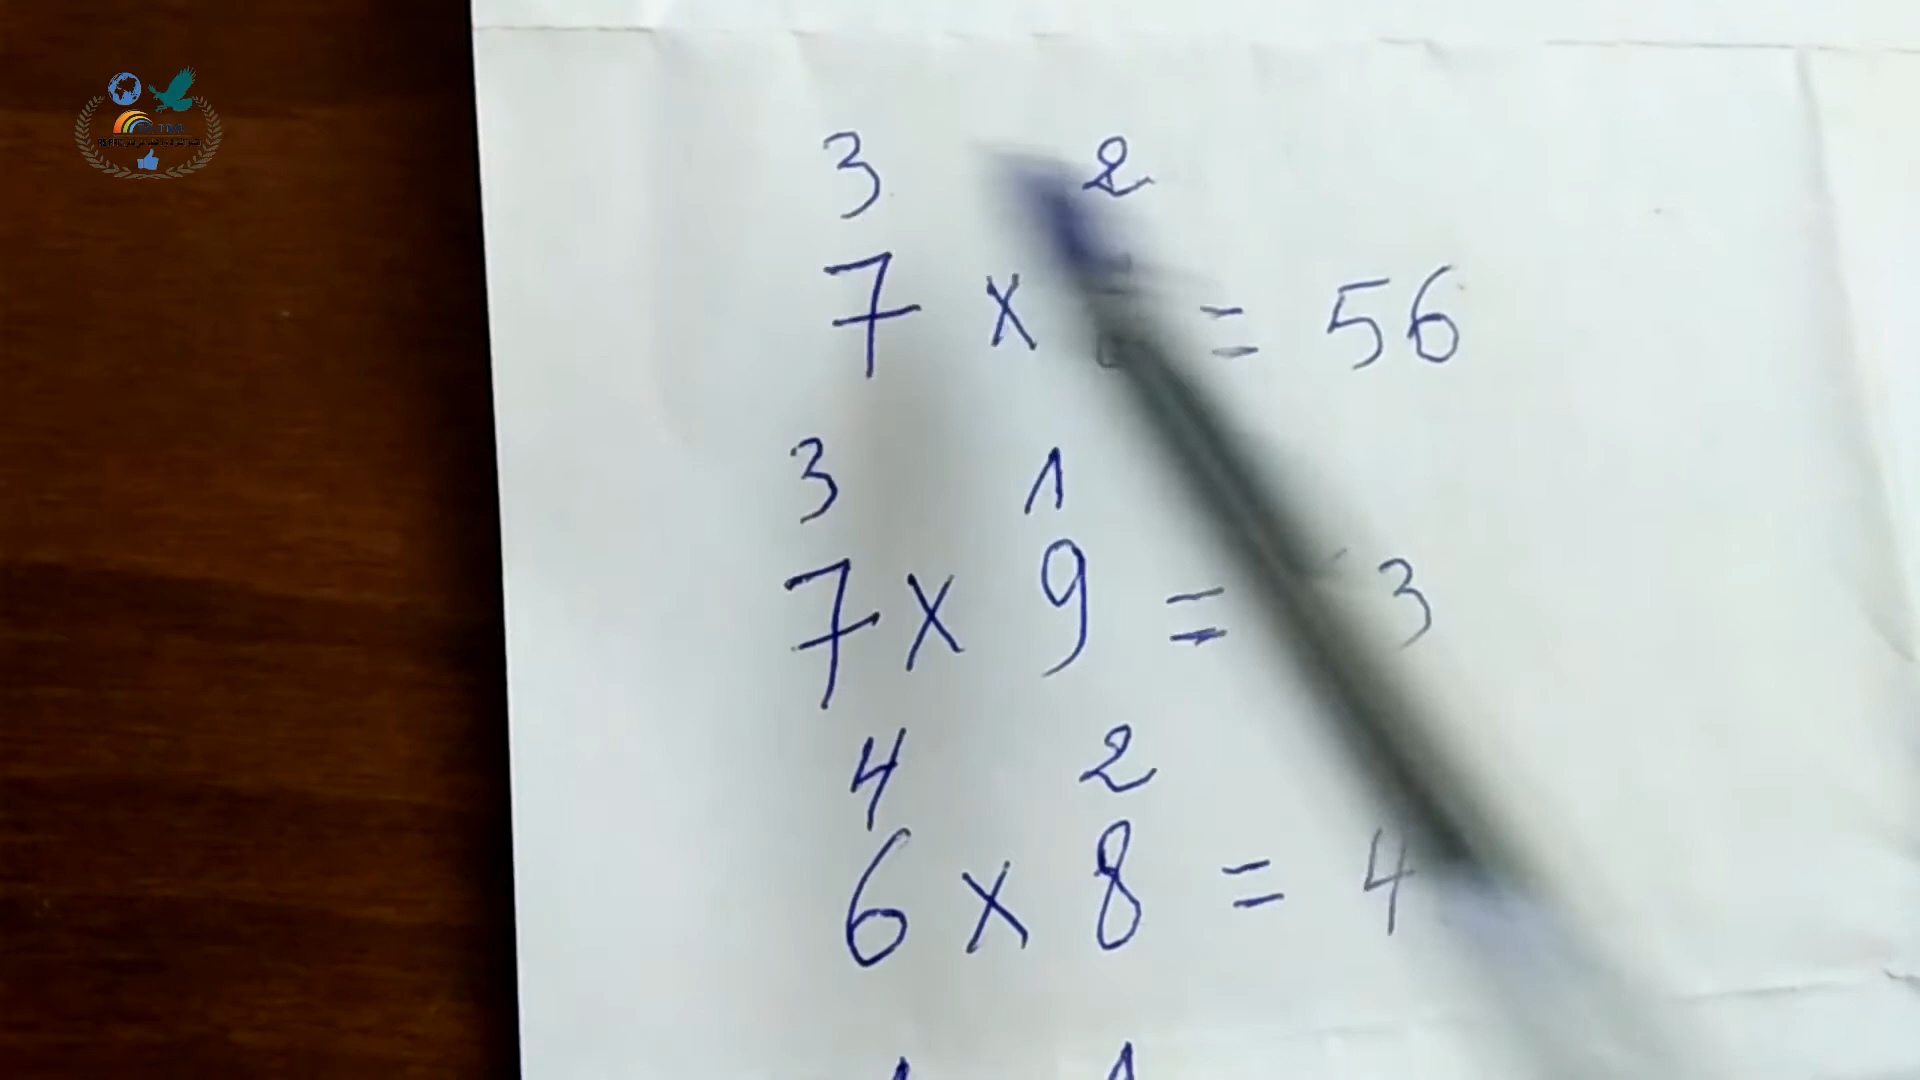 3 2
7 x = 56
3 1
7 x 9 = 3
4 2
6 x 8 = 4